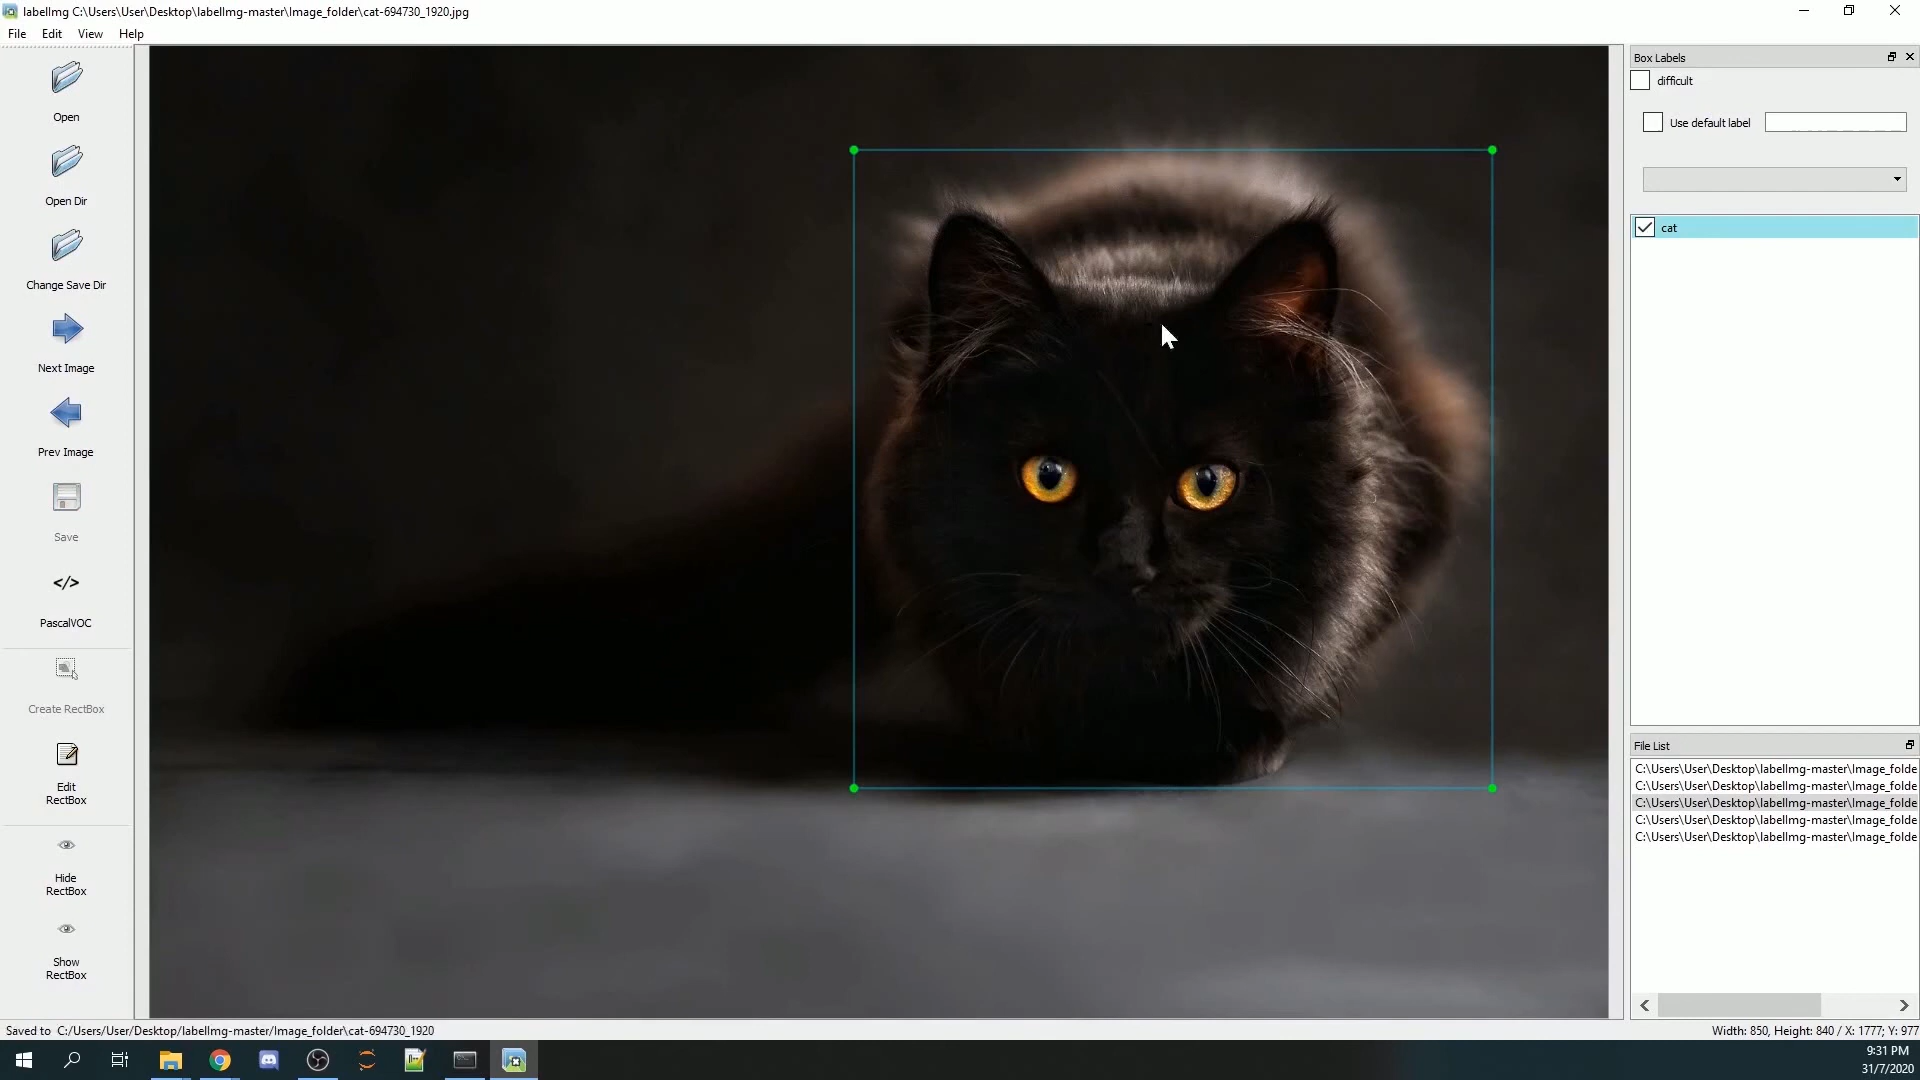 labelImg C:\Users\User\Desktop\labelImg-master\Image_folder\cat-694730_1920.jpg
File Edit View Help
Open
Open Dir
Change Save Dir
Next Image
Prev Image
Save
</>
PascalVOC
Create RectBox
Edit
RectBox
Hide
RectBox
Show
RectBox
Box Labels
difficult
Use default label
cat
File List
C:\Users\User\Desktop\labelImg-master\Image_folde
C:\Users\User\Desktop\labelImg-master\Image_folde
C:\Users\User\Desktop\labelImg-master\Image_folde
C:\Users\User\Desktop\labelImg-master\Image_folde
C:\Users\User\Desktop\labelImg-master\Image_folde
Saved to C:/Users/User/Desktop/labelImg-master/Image_folder\cat-694730_1920
Width: 850, Height: 840 / X: 1777; Y: 977
9:31 PM
31/7/2020